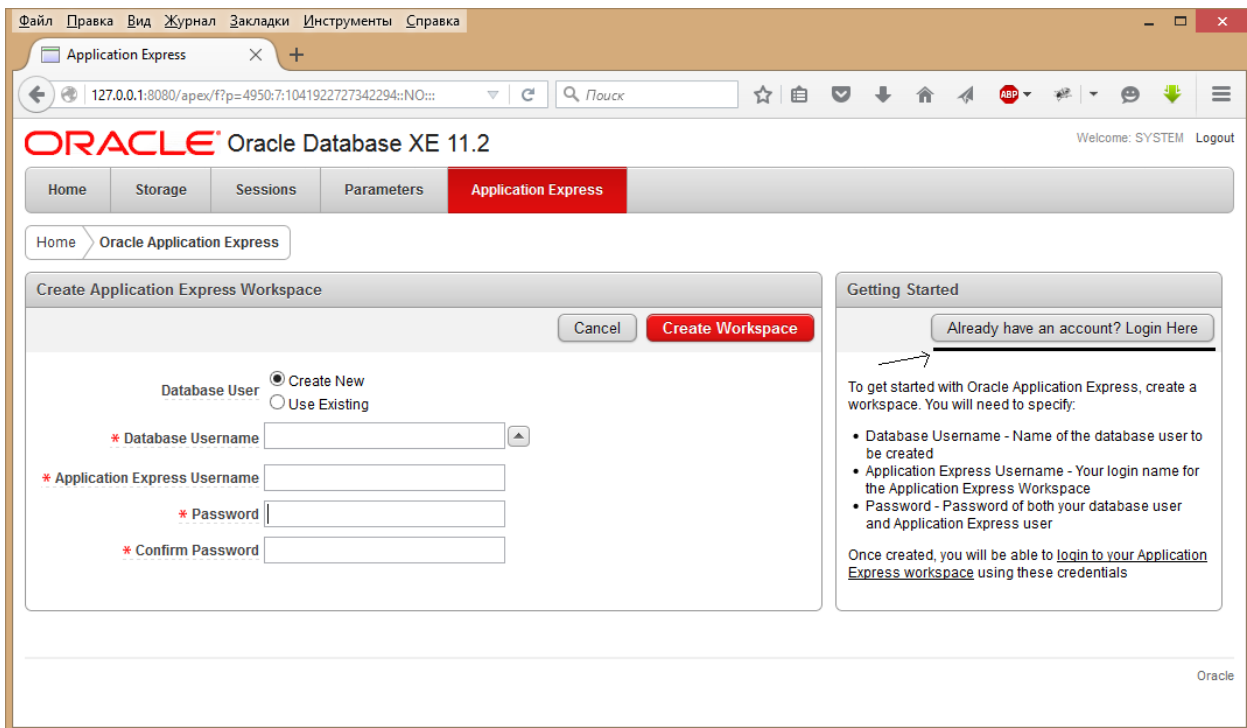 Файл Правка Вид Журнал Закладки Инструменты Справка
Application Express
127.0.0.1:8080/apex/f?p=4950:7:1041922727342294::NO:::
Поиск
ABP
ORACLE Oracle Database XE 11.2
Welcome: SYSTEM Logout
Home Storage Sessions Parameters Application Express
Home Oracle Application Express
Create Application Express Workspace
Cancel Create Workspace
Database User
Create New
Use Existing
* Database Username
* Application Express Username
* Password
* Confirm Password
Getting Started
Already have an account? Login Here
To get started with Oracle Application Express, create a
workspace. You will need to specify:
• Database Username - Name of the database user to
be created
• Application Express Username - Your login name for
the Application Express Workspace
• Password - Password of both your database user
and Application Express user
Once created, you will be able to login to your Application
Express workspace using these credentials
Oracle